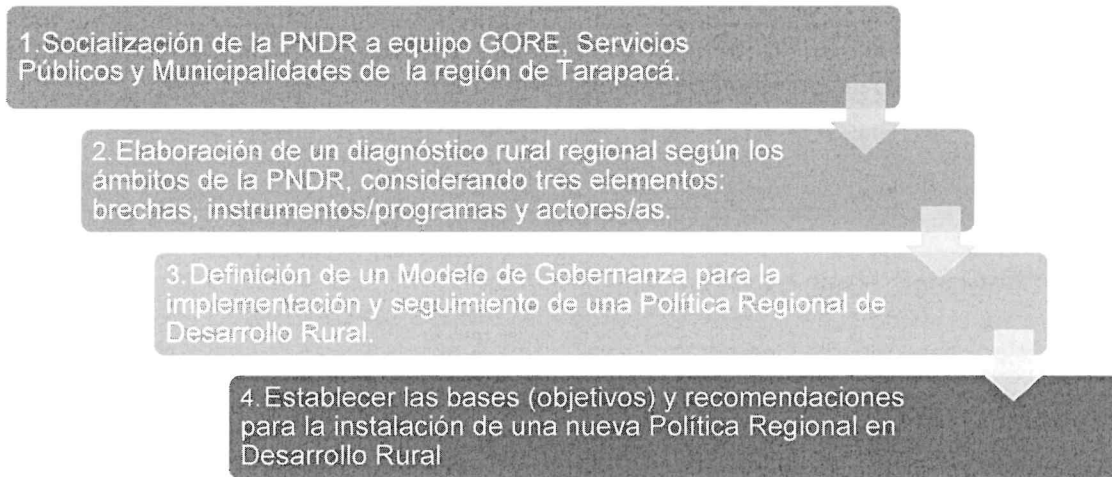 1.Socialización de la PNDR a equipo GORE, Servicios
Públicos y Municipalidades de la región de Tarapacá.
2.Elaboración de un diagnóstico rural regional según los
ámbitos de la PNDR, considerando tres elementos:
brechas, instrumentos/programas y actores/as.
3.Definición de un Modelo de Gobernanza para la
implementación y seguimiento de una Política Regional de
Desarrollo Rural.
4.Establecer las bases (objetivos) y recomendaciones
para la instalación de una nueva Política Regional en
Desarrollo Rural